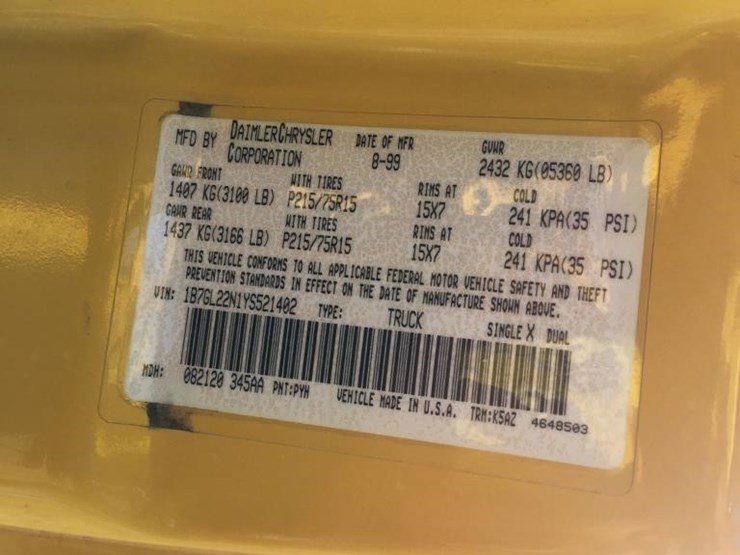 MFD BY DAIMLERCHRYSLER CORPORATION DATE OF MFR 8-99 GVWR 2432 KG(05360 LB)
GAWR FRONT WITH TIRES RIMS AT COLD
1407 KG(3100 LB) P215/75R15 15X7 241 KPA(35 PSI)
GAWR REAR WITH TIRES RIMS AT COLD
1437 KG(3166 LB) P215/75R15 15X7 241 KPA(35 PSI)
THIS VEHICLE CONFORMS TO ALL APPLICABLE FEDERAL MOTOR VEHICLE SAFETY AND THEFT
PREVENTION STANDARDS IN EFFECT ON THE DATE OF MANUFACTURE SHOWN ABOVE.
VIN: 1B7GL22N1YS521402 TYPE: TRUCK SINGLE X DUAL
MDH: 082120 345AA PNT:PYH VEHICLE MADE IN U.S.A. TRM:K5AZ 4648503